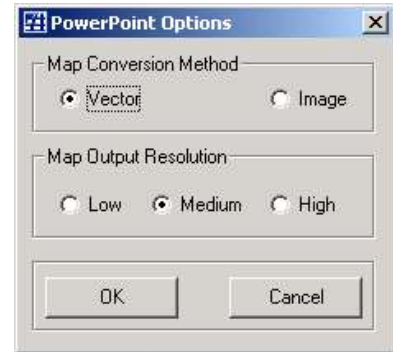 PowerPoint Options
Map Conversion Method
Vector Image
Map Output Resolution
Low Medium High
OK Cancel